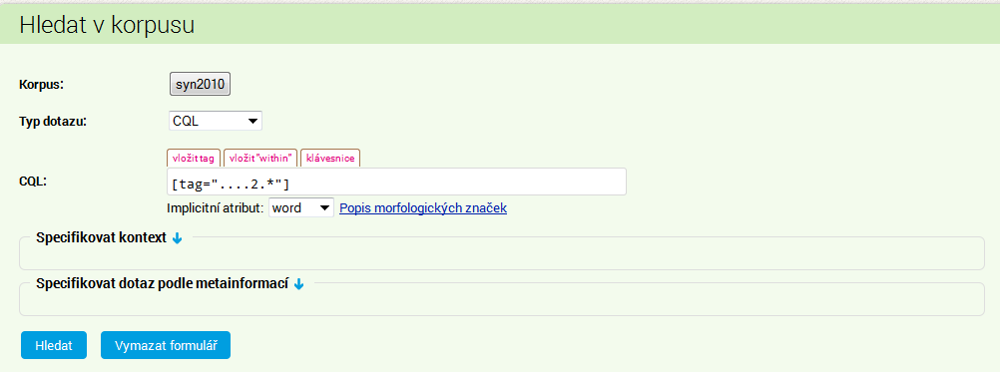 Hledat v korpusu
Korpus: syn2010
Typ dotazu: CQL
vložit tag vložit "within" klávesnice
CQL: [tag="....2.*"]
Implicitní atribut: word Popis morfologických značek
Specifikovat kontext
Specifikovat dotaz podle metainformací
Hledat Vymazat formulář